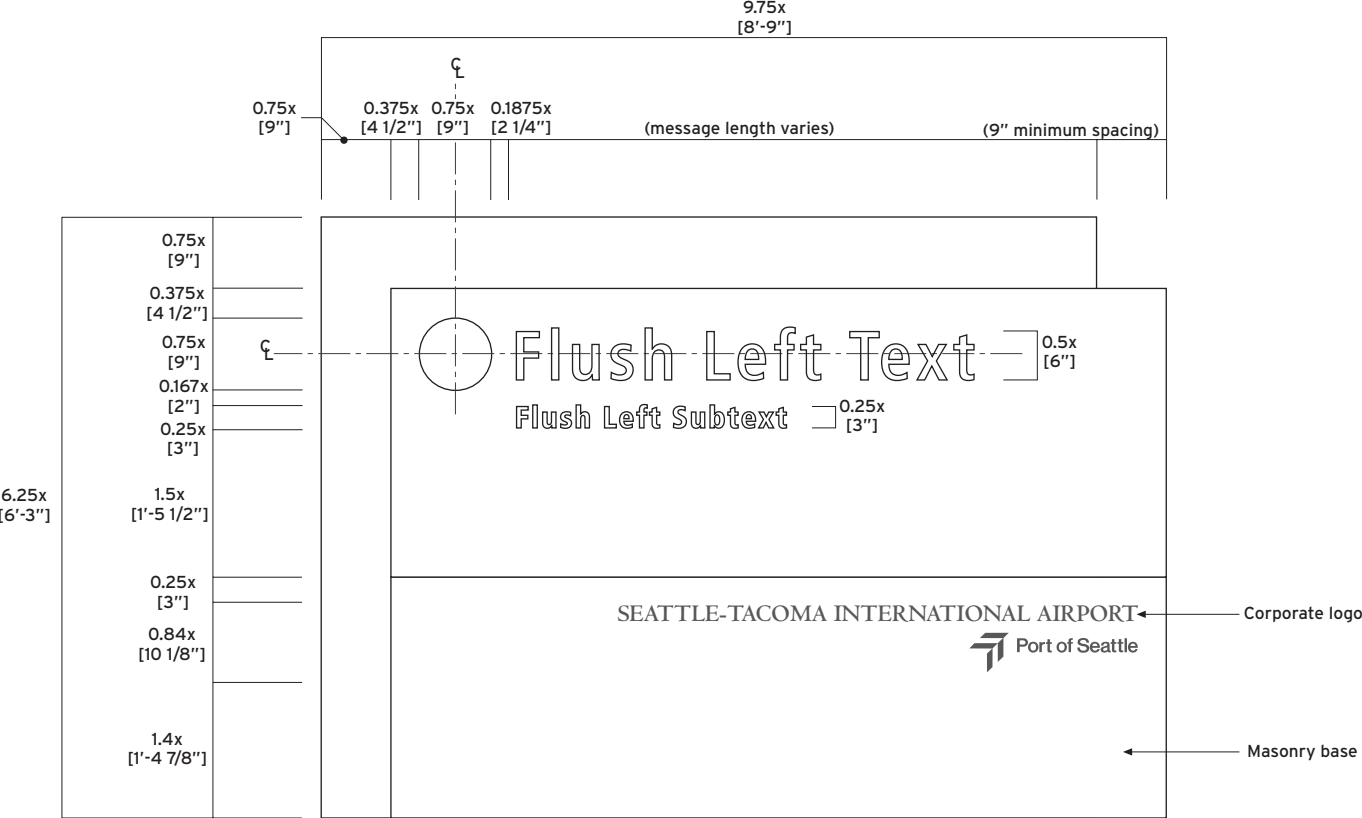 9.75x
[8'-9"]
℄
0.75x
[9"]
0.375x
[4 1/2"]
0.75x
[9"]
0.1875x
[2 1/4"]
(message length varies)
(9" minimum spacing)
0.75x
[9"]
0.375x
[4 1/2"]
0.75x
[9"]
℄
Flush Left Text
0.5x
[6"]
0.167x
[2"]
Flush Left Subtext
0.25x
[3"]
0.25x
[3"]
6.25x
[6'-3"]
1.5x
[1'-5 1/2"]
0.25x
[3"]
SEATTLE-TACOMA INTERNATIONAL AIRPORT
Corporate logo
0.84x
[10 1/8"]
Port of Seattle
1.4x
[1'-4 7/8"]
Masonry base